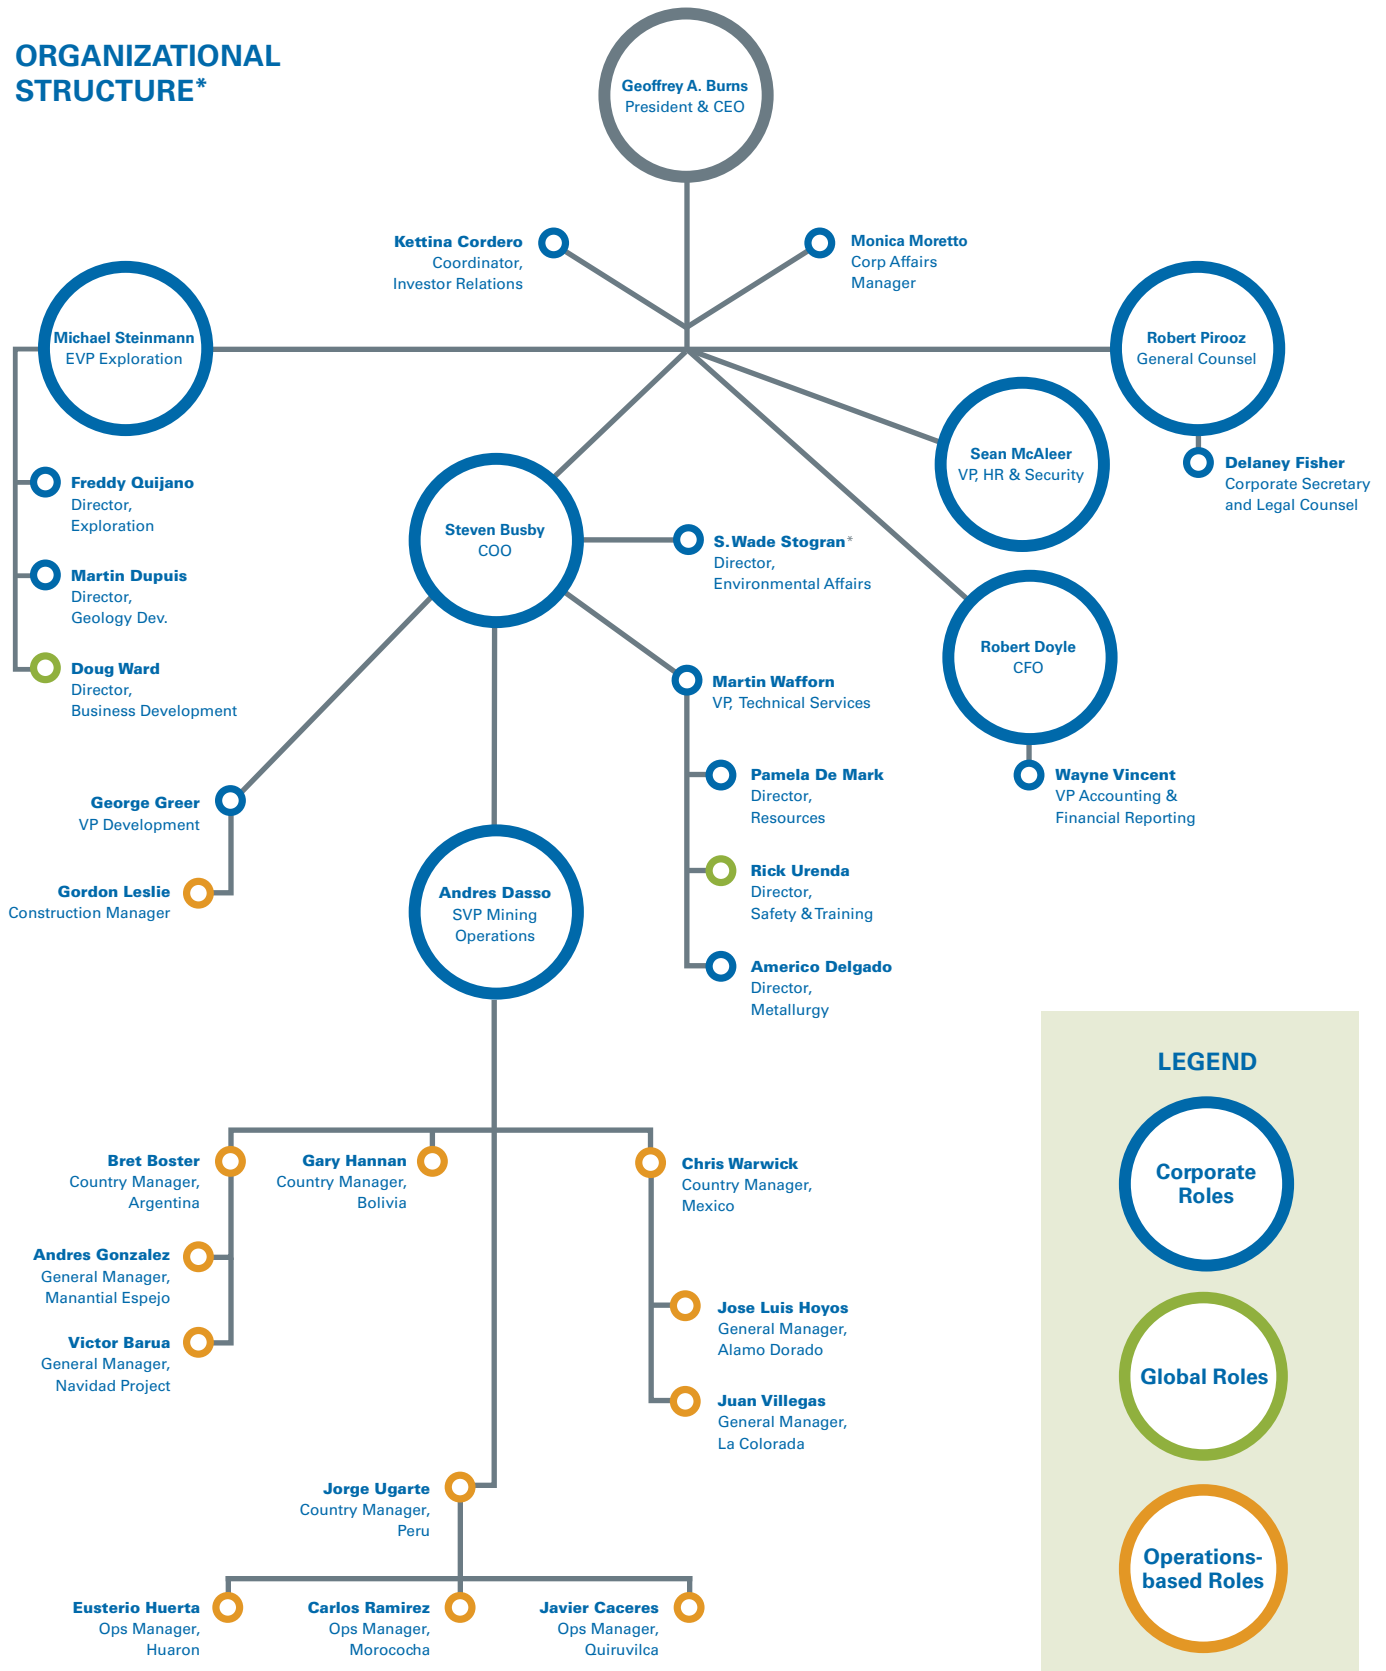 ORGANIZATIONAL
STRUCTURE*
Geoffrey A. Burns
President & CEO
Kettina Cordero
Coordinator,
Investor Relations
Monica Moretto
Corp Affairs
Manager
Michael Steinmann
EVP Exploration
Robert Pirooz
General Counsel
Sean McAleer
VP, HR & Security
Delaney Fisher
Corporate Secretary
and Legal Counsel
Freddy Quijano
Director,
Exploration
Martin Dupuis
Director,
Geology Dev.
Doug Ward
Director,
Business Development
Steven Busby
COO
S. Wade Stogran*
Director,
Environmental Affairs
Robert Doyle
CFO
Martin Wafforn
VP, Technical Services
Pamela De Mark
Director,
Resources
Wayne Vincent
VP Accounting &
Financial Reporting
George Greer
VP Development
Gordon Leslie
Construction Manager
Andres Dasso
SVP Mining
Operations
Rick Urenda
Director,
Safety & Training
Americo Delgado
Director,
Metallurgy
Bret Boster
Country Manager,
Argentina
Gary Hannan
Country Manager,
Bolivia
Chris Warwick
Country Manager,
Mexico
Andres Gonzalez
General Manager,
Manantial Espejo
Victor Barua
General Manager,
Navidad Project
Jose Luis Hoyos
General Manager,
Alamo Dorado
Juan Villegas
General Manager,
La Colorada
Jorge Ugarte
Country Manager,
Peru
Eusterio Huerta
Ops Manager,
Huaron
Carlos Ramirez
Ops Manager,
Morococha
Javier Caceres
Ops Manager,
Quiruvilca
LEGEND
Corporate
Roles
Global Roles
Operations-
based Roles